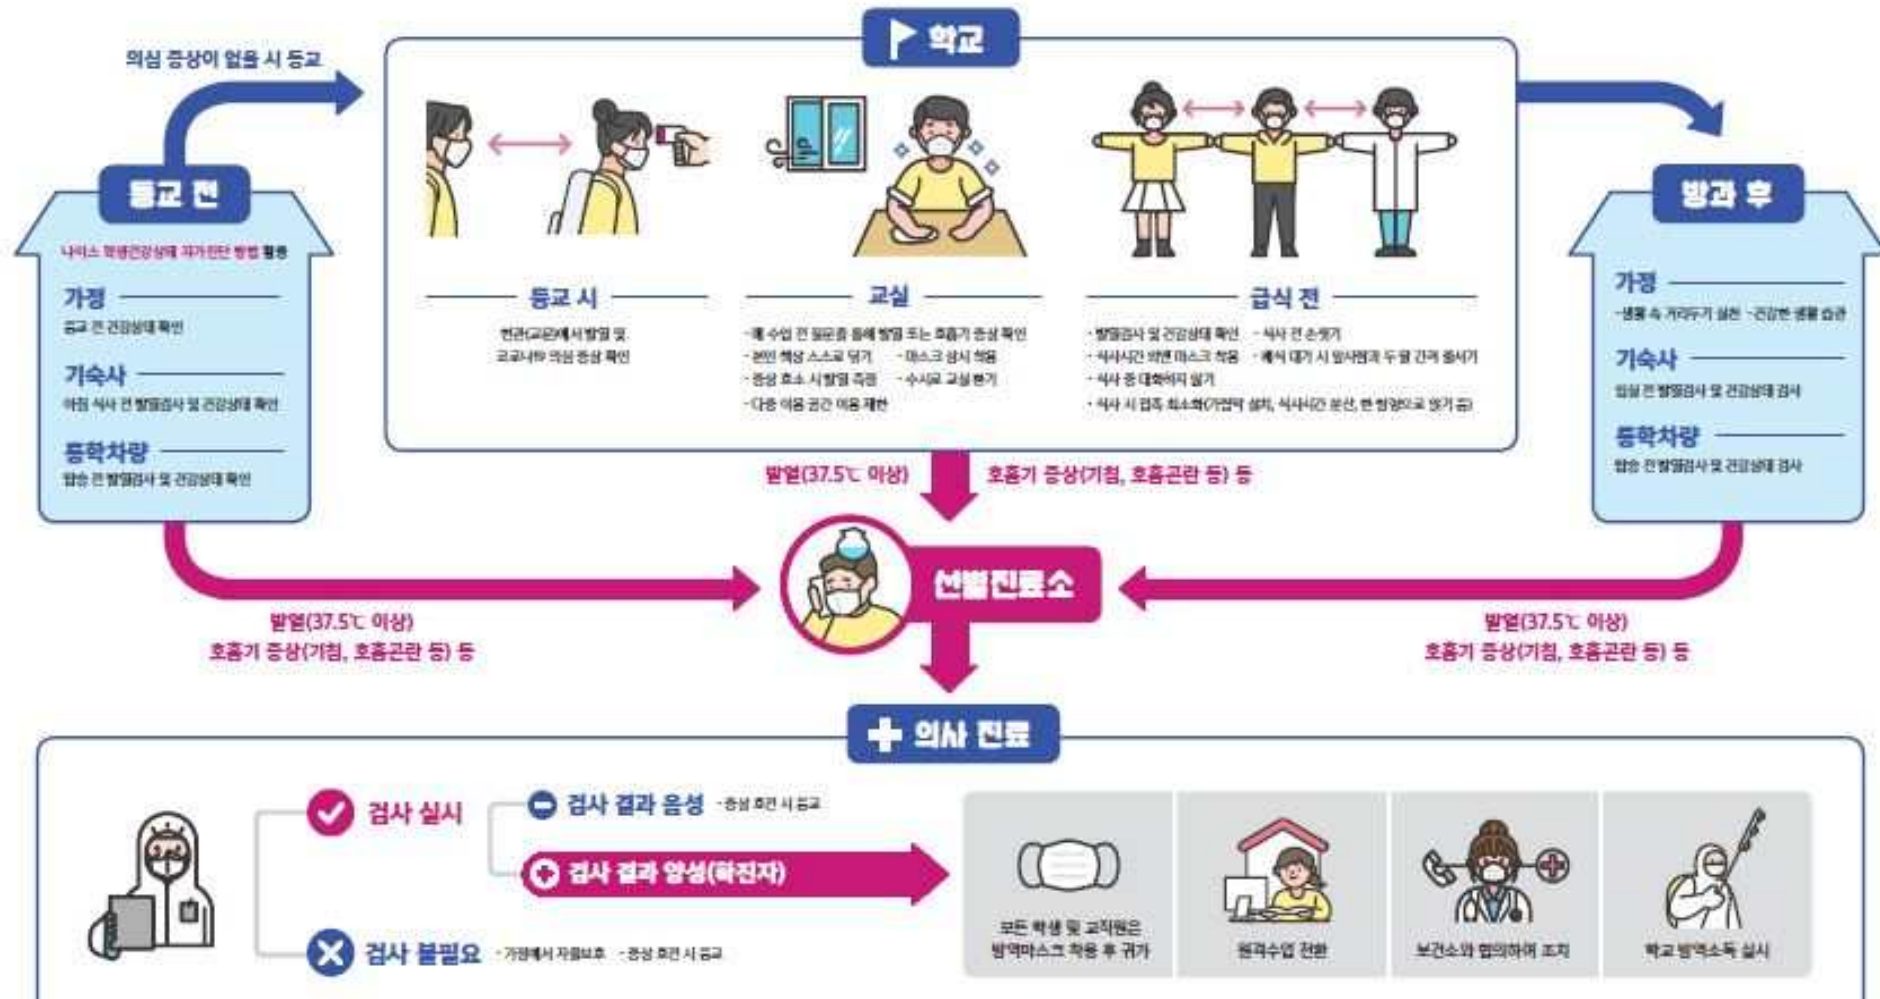 의심 증상이 없을 시 등교
학교
등교 전
나이스 학생건강상태 자가진단 방법 활용
가정
등교 전 건강상태 확인
기숙사
아침 식사 전 발열검사 및 건강상태 확인
통학차량
탑승 전 발열검사 및 건강상태 확인
등교 시
현관(교문)에서 발열 및
코로나19 의심 증상 확인
교실
- 매 수업 전 질문을 통해 발열 또는 호흡기 증상 확인
- 본인 책상 스스로 닦기 - 마스크 상시 착용
- 증상 호소 시 발열 측정 - 수시로 교실 환기
- 다중 이용 공간 이용 제한
급식 전
- 발열검사 및 건강상태 확인 - 식사 전 손씻기
- 식사시간 외엔 마스크 착용 - 배식 대기 시 앞사람과 두 팔 간격 줄서기
- 식사 중 대화하지 않기
- 식사 시 접촉 최소화(가림막 설치, 식사시간 분산, 한 방향으로 앉기 등)
방과 후
가정
- 생활 속 거리두기 실천 - 건강한 생활 습관
기숙사
입실 전 발열검사 및 건강상태 검사
통학차량
탑승 전 발열검사 및 건강상태 검사
발열(37.5℃ 이상)
호흡기 증상(기침, 호흡곤란 등) 등
선별진료소
발열(37.5℃ 이상)
호흡기 증상(기침, 호흡곤란 등) 등
발열(37.5℃ 이상)
호흡기 증상(기침, 호흡곤란 등) 등
의사 진료
검사 실시
검사 결과 음성 - 증상 호전 시 등교
검사 결과 양성(확진자)
검사 불필요 - 가정에서 자율보호 - 증상 호전 시 등교
모든 학생 및 교직원은
방역마스크 착용 후 귀가
원격수업 전환
보건소와 협의하여 조치
학교 방역소독 실시